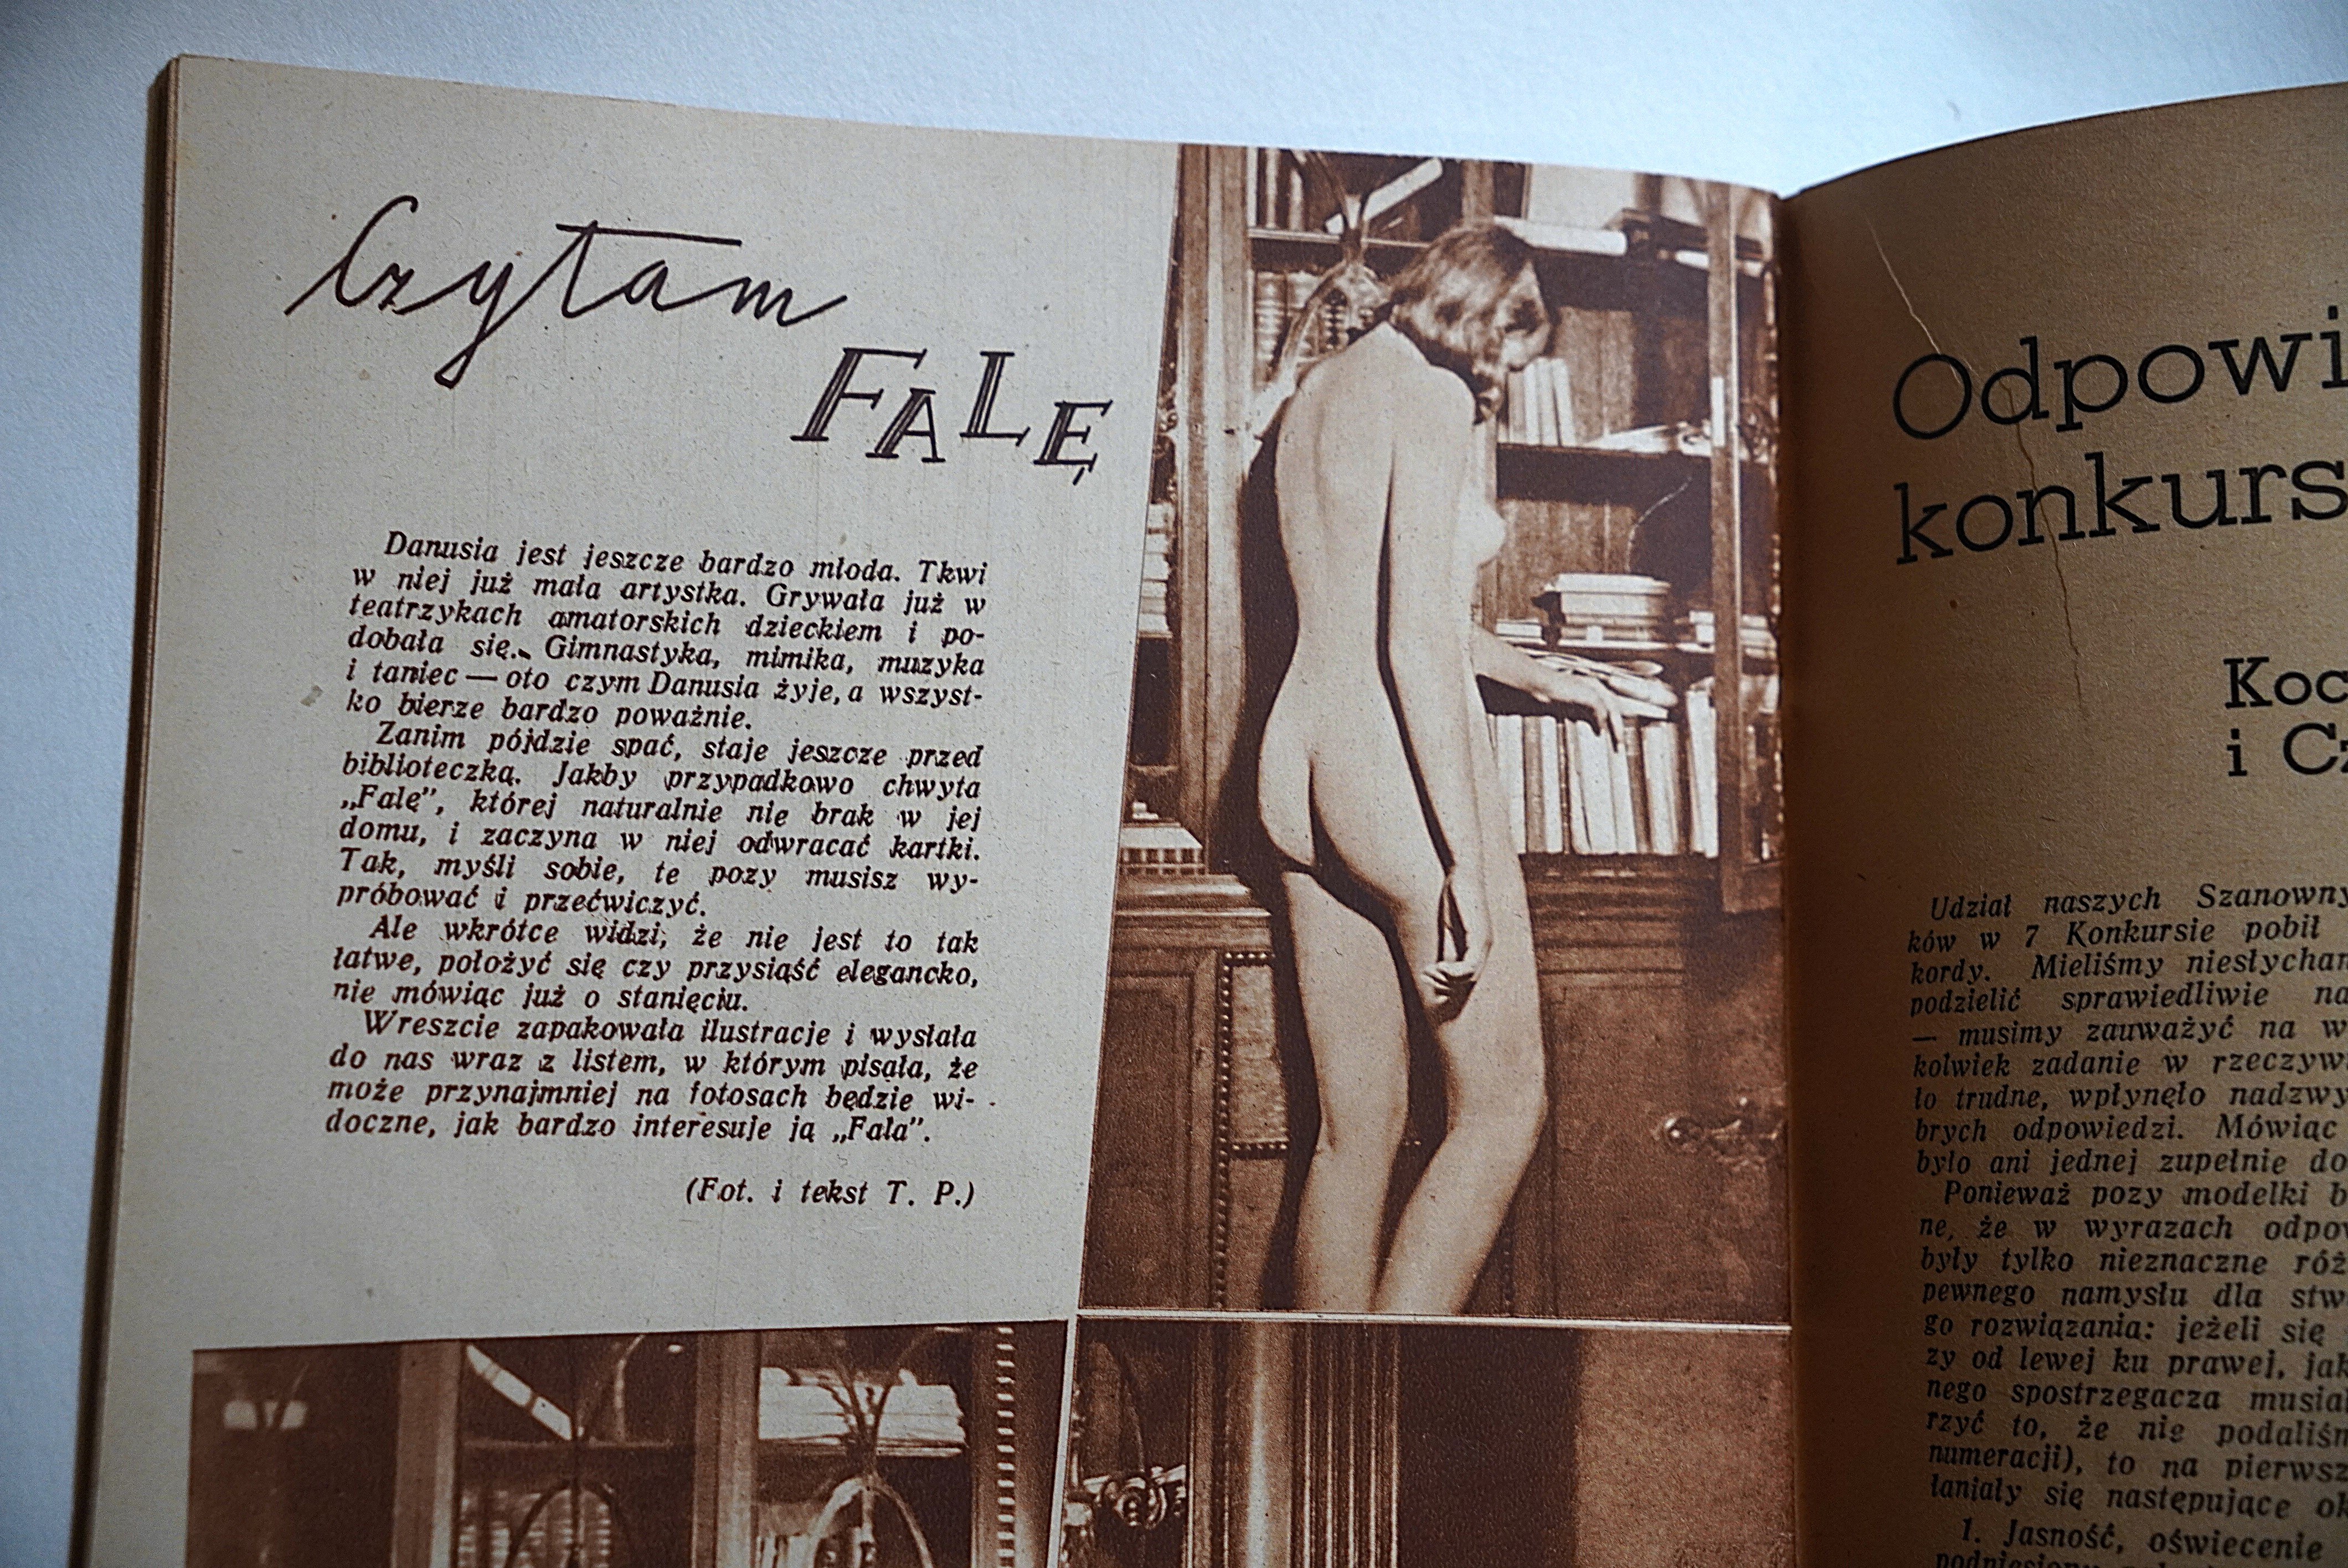 Czytam
FALĘ
Danusia jest jeszcze bardzo młoda. Tkwi
w niej już mała artystka. Grywała już w
teatrzykach amatorskich dzieckiem i po-
dobała się. Gimnastyka, mimika, muzyka
i taniec — oto czym Danusia żyje, a wszyst-
ko bierze bardzo poważnie.
Zanim pójdzie spać, staje jeszcze przed
biblioteczką. Jakby przypadkowo chwyta
„Falę”, której naturalnie nie brak w jej
domu, i zaczyna w niej odwracać kartki.
Tak, myśli sobie, te pozy musisz wy-
próbować i przećwiczyć.
Ale wkrótce widzi, że nie jest to tak
łatwe, położyć się czy przysiąść elegancko,
nie mówiąc już o stanięciu.
Wreszcie zapakowała ilustracje i wysłała
do nas wraz z listem, w którym pisała, że
może przynajmniej na fotosach będzie wi-
doczne, jak bardzo interesuje ją „Fala”.
(Fot. i tekst T. P.)
Odpowi
konkurs
Koc
i Cz
Udział naszych Szanowny
ków w 7 Konkursie pobił
kordy. Mieliśmy niesłychan
podzielić sprawiedliwie na
— musimy zauważyć na w
kolwiek zadanie w rzeczyw
ło trudne, wpłynęło nadzwy
brych odpowiedzi. Mówiąc
było ani jednej zupełnie do
Ponieważ pozy modelki b
ne, że w wyrazach odpow
były tylko nieznaczne róż
pewnego namysłu dla stw
go rozwiązania: jeżeli się
zy od lewej ku prawej, jak
nego spostrzegacza musia
rzyć to, że nie podaliśm
numeracji), to na pierwsz
łaniały się następujące ok
1. Jasność, oświecenie